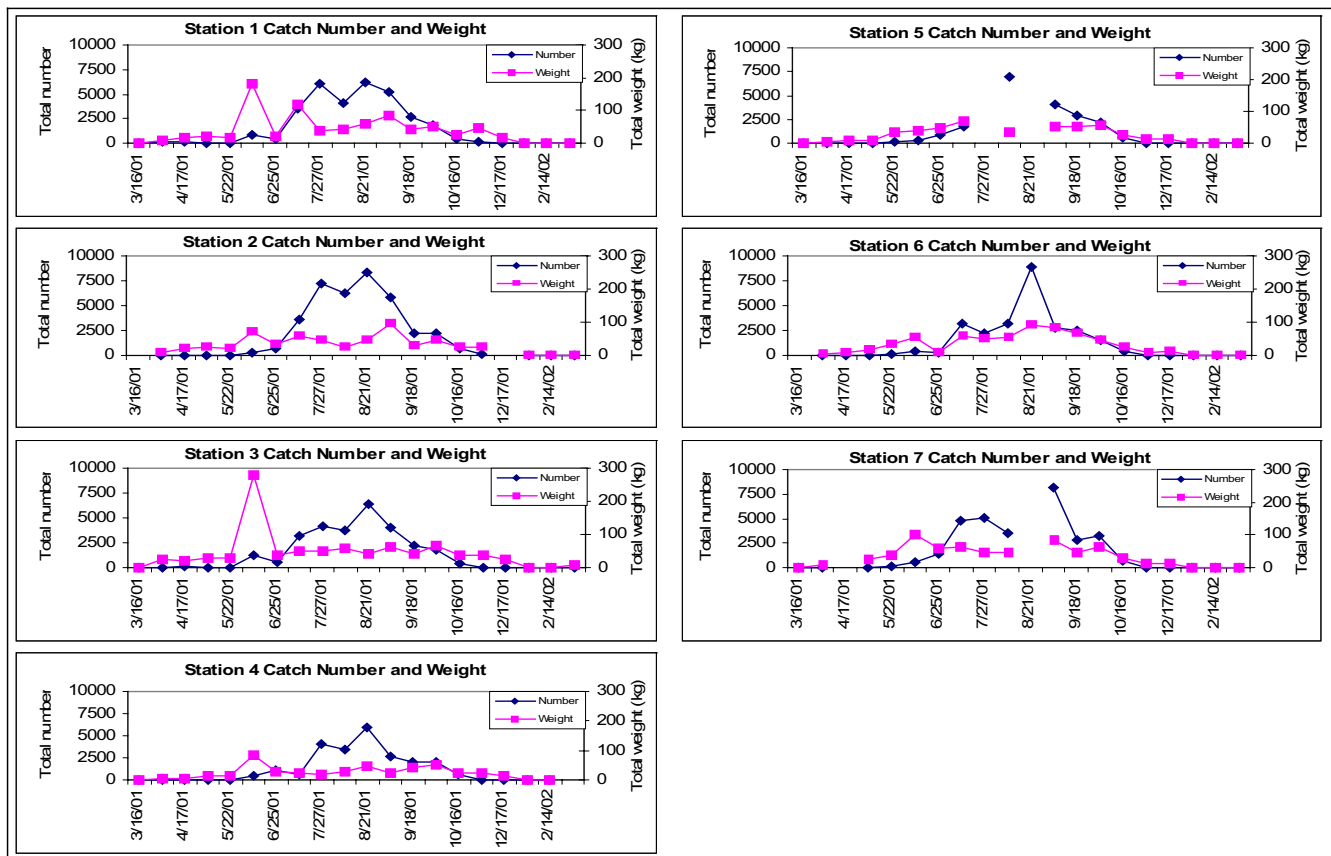 Station 1 Catch Number and Weight
10000
7500
5000
2500
0
Total number
Number
Weight
300
200
100
0
Total weight (kg)
3/16/01 4/17/01 5/22/01 6/25/01 7/27/01 8/21/01 9/18/01 10/16/01 12/17/01 2/14/02
Station 5 Catch Number and Weight
10000
7500
5000
2500
0
Total number
Number
Weight
300
200
100
0
Total weight (kg)
3/16/01 4/17/01 5/22/01 6/25/01 7/27/01 8/21/01 9/18/01 10/16/01 12/17/01 2/14/02
Station 2 Catch Number and Weight
10000
7500
5000
2500
0
Total number
Number
Weight
300
200
100
0
Total weight (kg)
3/16/01 4/17/01 5/22/01 6/25/01 7/27/01 8/21/01 9/18/01 10/16/01 12/17/01 2/14/02
Station 6 Catch Number and Weight
10000
7500
5000
2500
0
Total number
Number
Weight
300
200
100
0
Total weight (kg)
3/16/01 4/17/01 5/22/01 6/25/01 7/27/01 8/21/01 9/18/01 10/16/01 12/17/01 2/14/02
Station 3 Catch Number and Weight
10000
7500
5000
2500
0
Total number
Number
Weight
300
200
100
0
Total weight (kg)
3/16/01 4/17/01 5/22/01 6/25/01 7/27/01 8/21/01 9/18/01 10/16/01 12/17/01 2/14/02
Station 7 Catch Number and Weight
10000
7500
5000
2500
0
Total number
Number
Weight
300
200
100
0
Total weight (kg)
3/16/01 4/17/01 5/22/01 6/25/01 7/27/01 8/21/01 9/18/01 10/16/01 12/17/01 2/14/02
Station 4 Catch Number and Weight
10000
7500
5000
2500
0
Total number
Number
Weight
300
200
100
0
Total weight (kg)
3/16/01 4/17/01 5/22/01 6/25/01 7/27/01 8/21/01 9/18/01 10/16/01 12/17/01 2/14/02